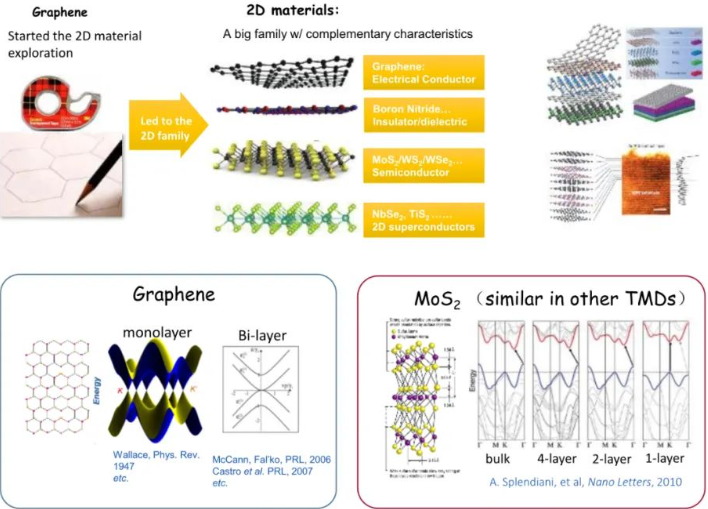 Graphene
Started the 2D material
exploration
Led to the
2D family
2D materials:
A big family w/ complementary characteristics
Graphene:
Electrical Conductor
Boron Nitride...
Insulator/dielectric
MoS₂/WS₂/WSe₂...
Semiconductor
NbSe₂, TiS₂ ......
2D superconductors
Graphene
monolayer
Bi-layer
Energy
K
K'
Wallace, Phys. Rev.
1947
etc.
McCann, Fal'ko, PRL, 2006
Castro et al. PRL, 2007
etc.
MoS₂ （similar in other TMDs）
Energy
Γ M K Γ
Γ M K Γ
Γ M K Γ
Γ M K Γ
bulk
4-layer
2-layer
1-layer
A. Splendiani, et al, Nano Letters, 2010